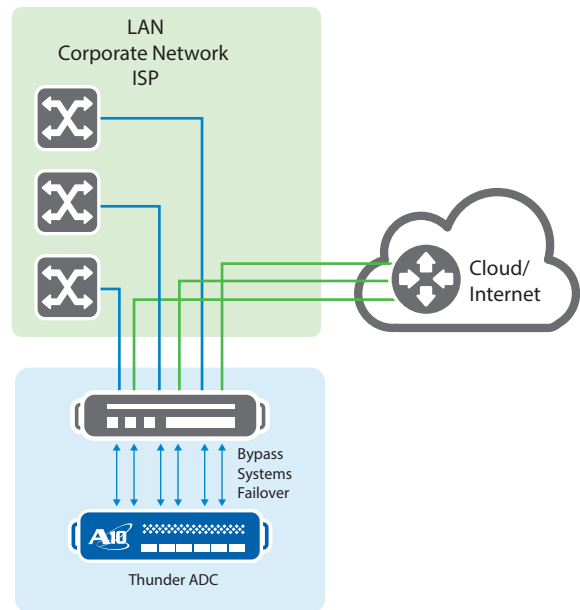 LAN
Corporate Network
ISP
Cloud/
Internet
Bypass
Systems
Failover
A10
Thunder ADC